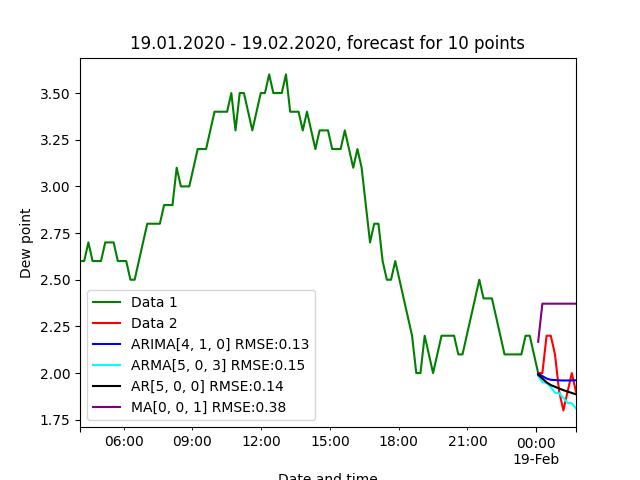 19.01.2020 - 19.02.2020, forecast for 10 points
3.50
3.25
3.00
2.75
2.50
2.25
2.00
1.75
Dew point
Data 1
Data 2
ARIMA[4, 1, 0] RMSE:0.13
ARMA[5, 0, 3] RMSE:0.15
AR[5, 0, 0] RMSE:0.14
MA[0, 0, 1] RMSE:0.38
06:00
09:00
12:00
15:00
18:00
21:00
00:00
19-Feb
Date and time